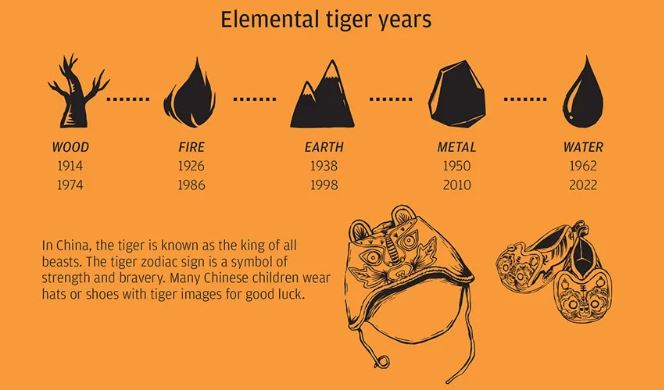 Elemental tiger years
WOOD FIRE EARTH METAL WATER
1914 1926 1938 1950 1962
1974 1986 1998 2010 2022
In China, the tiger is known as the king of all
beasts. The tiger zodiac sign is a symbol of
strength and bravery. Many Chinese children wear
hats or shoes with tiger images for good luck.